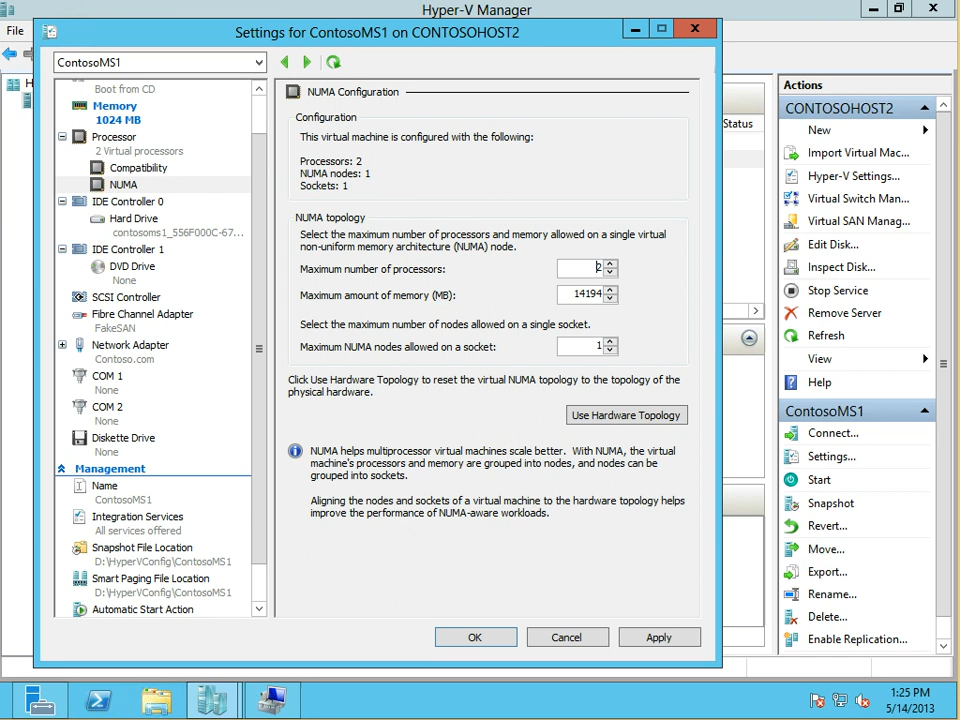 Hyper-V Manager
File
Settings for ContosoMS1 on CONTOSOHOST2
ContosoMS1
H
Boot from CD
Memory
1024 MB
Processor
2 Virtual processors
Compatibility
NUMA
IDE Controller 0
Hard Drive
contosoms1_556F000C-67...
IDE Controller 1
DVD Drive
None
SCSI Controller
Fibre Channel Adapter
FakeSAN
Network Adapter
Contoso.com
COM 1
None
COM 2
None
Diskette Drive
None
Management
Name
ContosoMS1
Integration Services
All services offered
Snapshot File Location
D:\HyperVConfig\ContosoMS1
Smart Paging File Location
D:\HyperVConfig\ContosoMS1
Automatic Start Action
NUMA Configuration
Configuration
This virtual machine is configured with the following:
Processors: 2
NUMA nodes: 1
Sockets: 1
NUMA topology
Select the maximum number of processors and memory allowed on a single virtual
non-uniform memory architecture (NUMA) node.
Maximum number of processors: 2
Maximum amount of memory (MB): 14194
Select the maximum number of nodes allowed on a single socket.
Maximum NUMA nodes allowed on a socket: 1
Click Use Hardware Topology to reset the virtual NUMA topology to the topology of the
physical hardware.
Use Hardware Topology
NUMA helps multiprocessor virtual machines scale better. With NUMA, the virtual
machine's processors and memory are grouped into nodes, and nodes can be
grouped into sockets.
Aligning the nodes and sockets of a virtual machine to the hardware topology helps
improve the performance of NUMA-aware workloads.
OK
Cancel
Apply
Status
Actions
CONTOSOHOST2
New
Import Virtual Mac...
Hyper-V Settings...
Virtual Switch Man...
Virtual SAN Manag...
Edit Disk...
Inspect Disk...
Stop Service
Remove Server
Refresh
View
Help
ContosoMS1
Connect...
Settings...
Start
Snapshot
Revert...
Move...
Export...
Rename...
Delete...
Enable Replication...
1:25 PM
5/14/2013